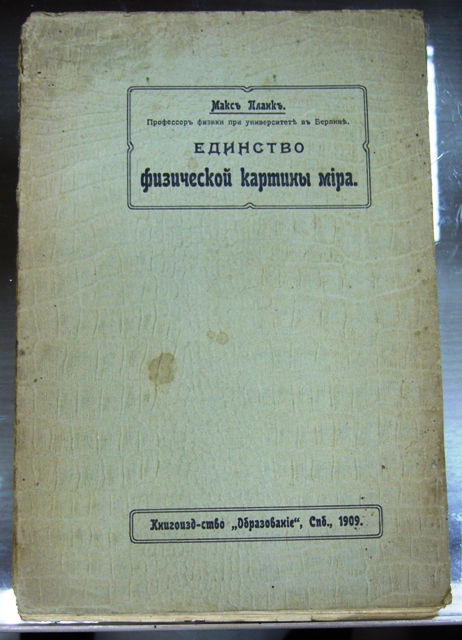 Максъ Планкъ.
Профессоръ физики при университетѣ въ Берлинѣ.
ЕДИНСТВО
физической картины міра.
Книгоизд-ство „Образованіе“, Спб., 1909.